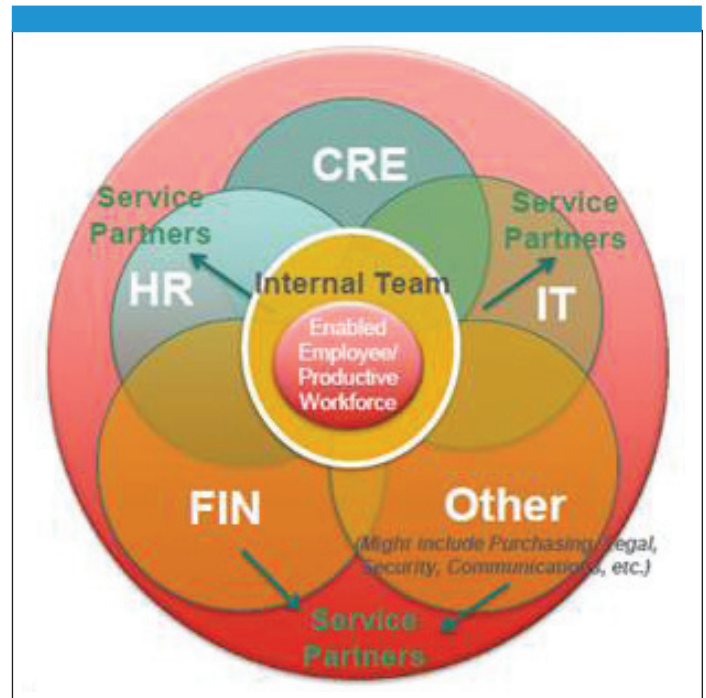 CRE
Service
Partners
Service
Partners
HR
Internal Team
IT
Enabled
Employee/
Productive
Workforce
FIN
Other
(Might Include Purchasing, Legal,
Security, Communications, etc.)
Service
Partners